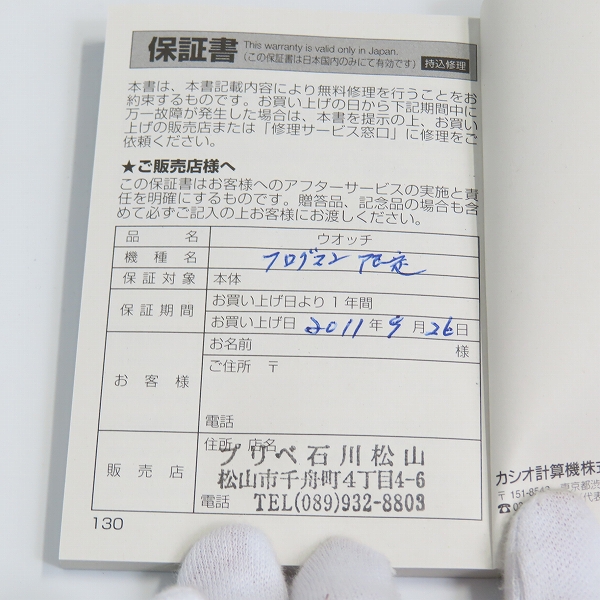 保証書 This warranty is valid only in Japan.
(この保証書は日本国内のみにて有効です) 持込修理
本書は、本書記載内容により無料修理を行うことをお
約束するものです。お買い上げの日から下記期間中に
万一故障が発生した場合は、本書を提示の上、お買い
上げの販売店または「修理サービス窓口」に修理をご
依頼ください。
★ご販売店様へ
この保証書はお客様へのアフターサービスの実施と責
任を明確にするものです。贈答品、記念品の場合も含
めて必ずご記入の上お客様にお渡しください。
品名 ウオッチ
機種名 フロッグマン 限定
保証対象 本体
保証期間 お買い上げ日より1年間
お買い上げ日 2011年9月26日
お客様 お名前 様
ご住所 〒
電話
販売店 住所・店名
プリベ石川松山
松山市千舟町4丁目4-6
電話 TEL(089)932-8803
130
カシオ計算機株式
〒151-8543 東京都渋